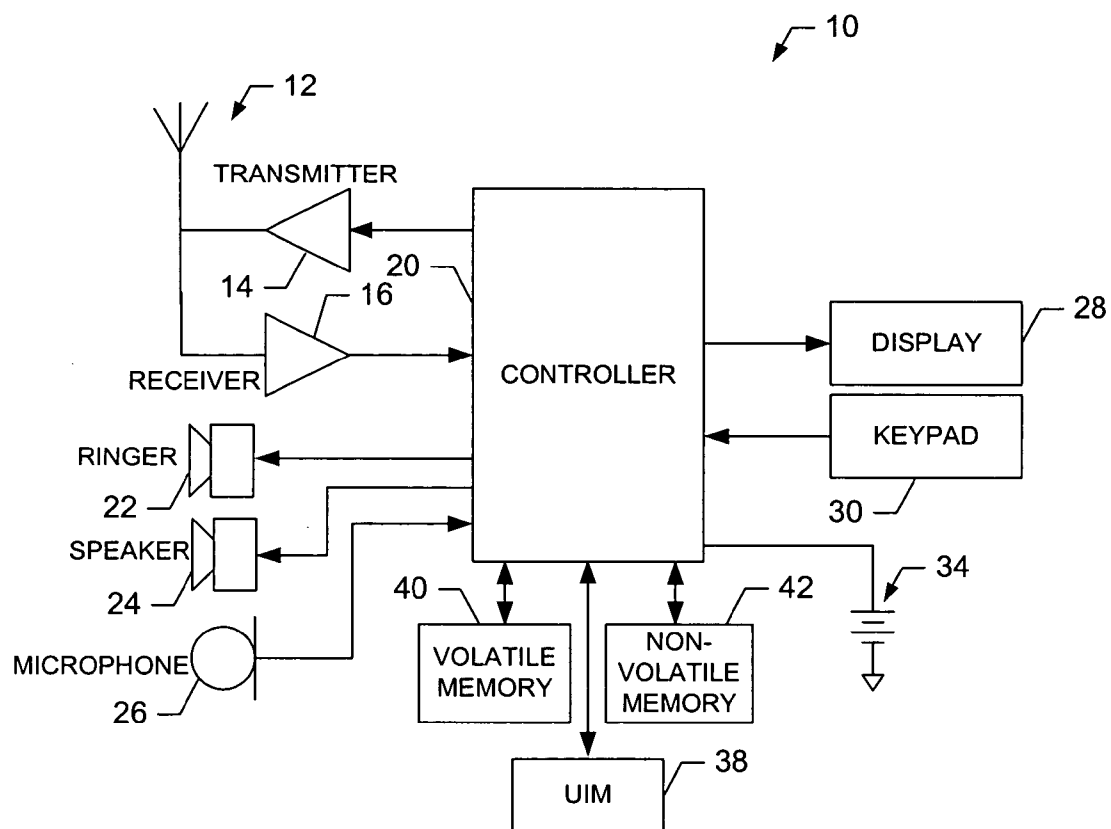 10
12
TRANSMITTER
14
20
16
RECEIVER
CONTROLLER
DISPLAY
28
KEYPAD
30
RINGER
22
SPEAKER
24
MICROPHONE
26
40
VOLATILE
MEMORY
42
NON-
VOLATILE
MEMORY
34
UIM
38